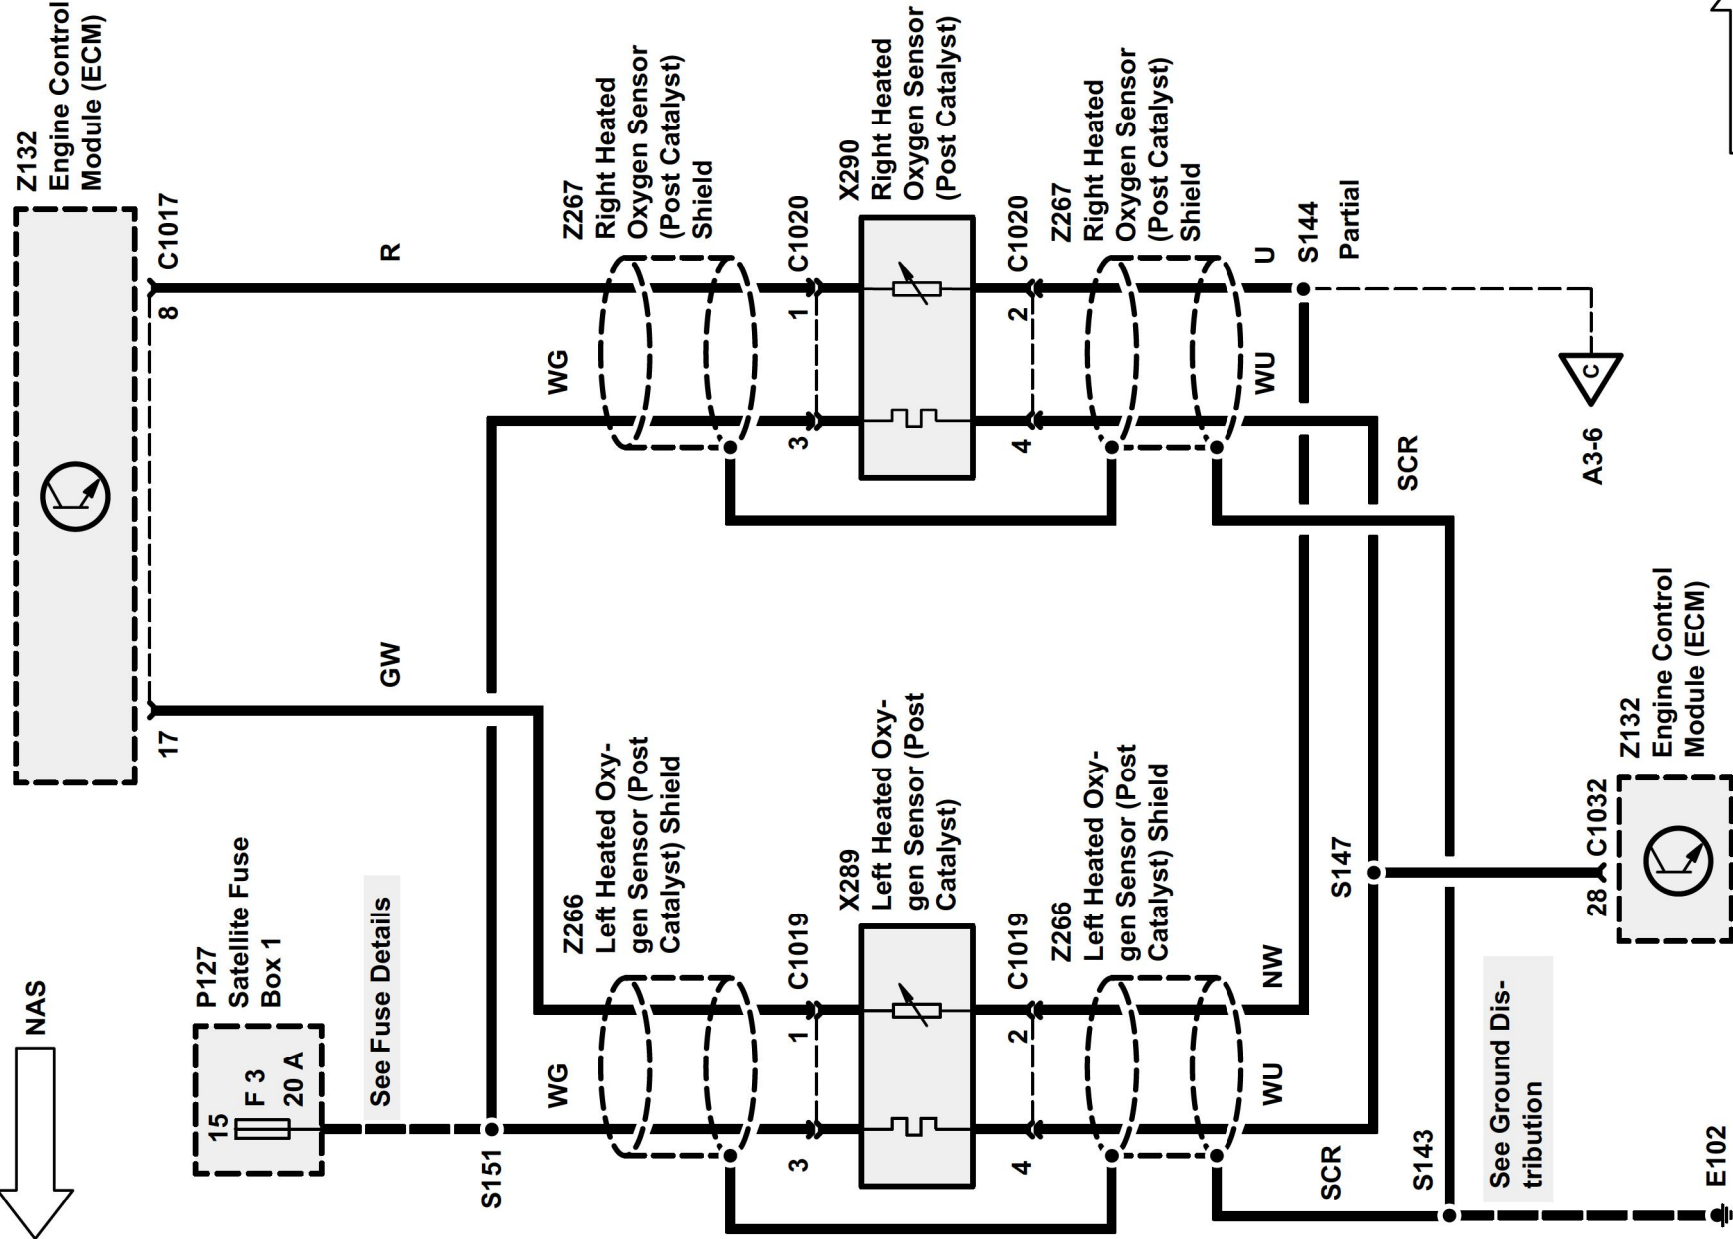 NAS
Z132
Engine Control
Module (ECM)
P127
Satellite Fuse
Box 1
15
F 3
20 A
17
8
C1017
See Fuse Details
GW
R
S151
WG
WG
Z266
Left Heated Oxy-
gen Sensor (Post
Catalyst) Shield
Z267
Right Heated
Oxygen Sensor
(Post Catalyst)
Shield
3
1
C1019
3
1
C1020
X289
Left Heated Oxy-
gen Sensor (Post
Catalyst)
X290
Right Heated
Oxygen Sensor
(Post Catalyst)
4
2
C1019
4
2
C1020
Z266
Left Heated Oxy-
gen Sensor (Post
Catalyst) Shield
Z267
Right Heated
Oxygen Sensor
(Post Catalyst)
Shield
WU
NW
WU
U
S144
Partial
SCR
S147
SCR
S143
See Ground Dis-
tribution
28
C1032
C
A3-6
Z132
Engine Control
Module (ECM)
E102